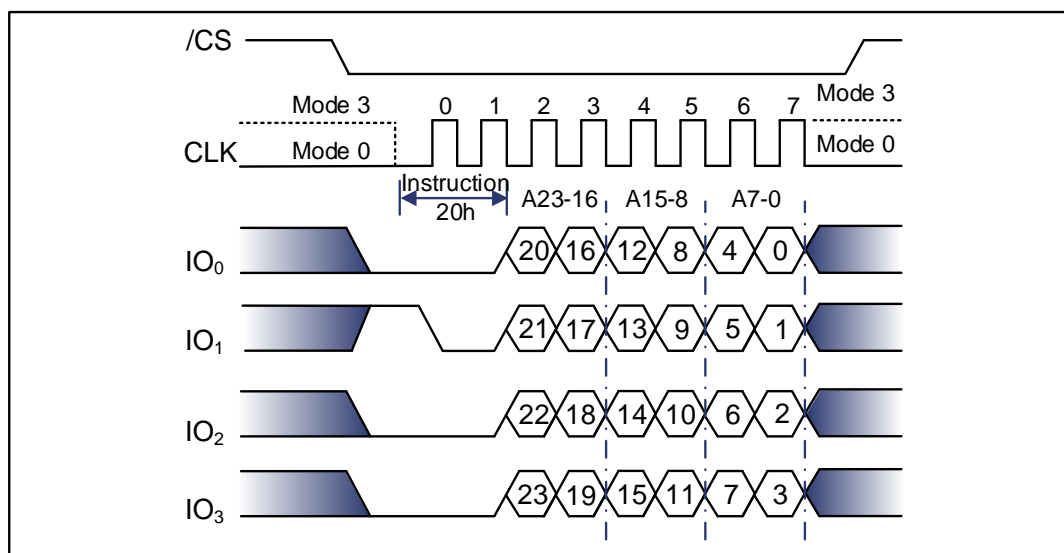 /CS
Mode 3 0 1 2 3 4 5 6 7 Mode 3
CLK Mode 0 Mode 0
Instruction
20h A23-16 A15-8 A7-0
IO₀ 20 16 12 8 4 0
IO₁ 21 17 13 9 5 1
IO₂ 22 18 14 10 6 2
IO₃ 23 19 15 11 7 3